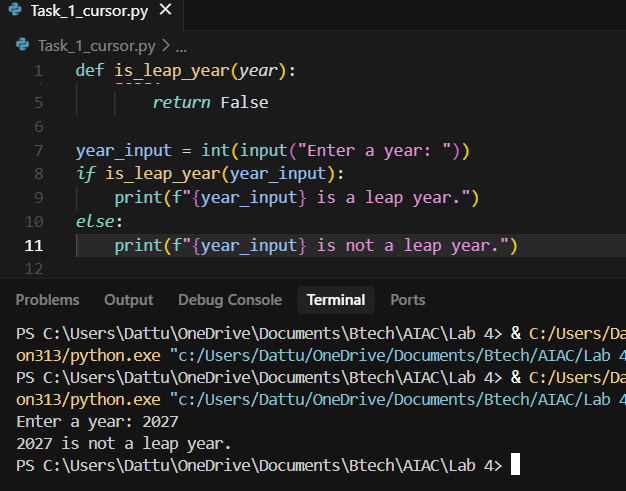 Task_1_cursor.py
Task_1_cursor.py > ...
1 def is_leap_year(year):
5 return False
6
7 year_input = int(input("Enter a year: "))
8 if is_leap_year(year_input):
9 print(f"{year_input} is a leap year.")
10 else:
11 print(f"{year_input} is not a leap year.")
12
Problems Output Debug Console Terminal Ports
PS C:\Users\Dattu\OneDrive\Documents\Btech\AIAC\Lab 4> & C:/Users/Da
on313/python.exe "c:/Users/Dattu/OneDrive/Documents/Btech/AIAC/Lab 4
PS C:\Users\Dattu\OneDrive\Documents\Btech\AIAC\Lab 4> & C:/Users/Da
on313/python.exe "c:/Users/Dattu/OneDrive/Documents/Btech/AIAC/Lab 4
Enter a year: 2027
2027 is not a leap year.
PS C:\Users\Dattu\OneDrive\Documents\Btech\AIAC\Lab 4>